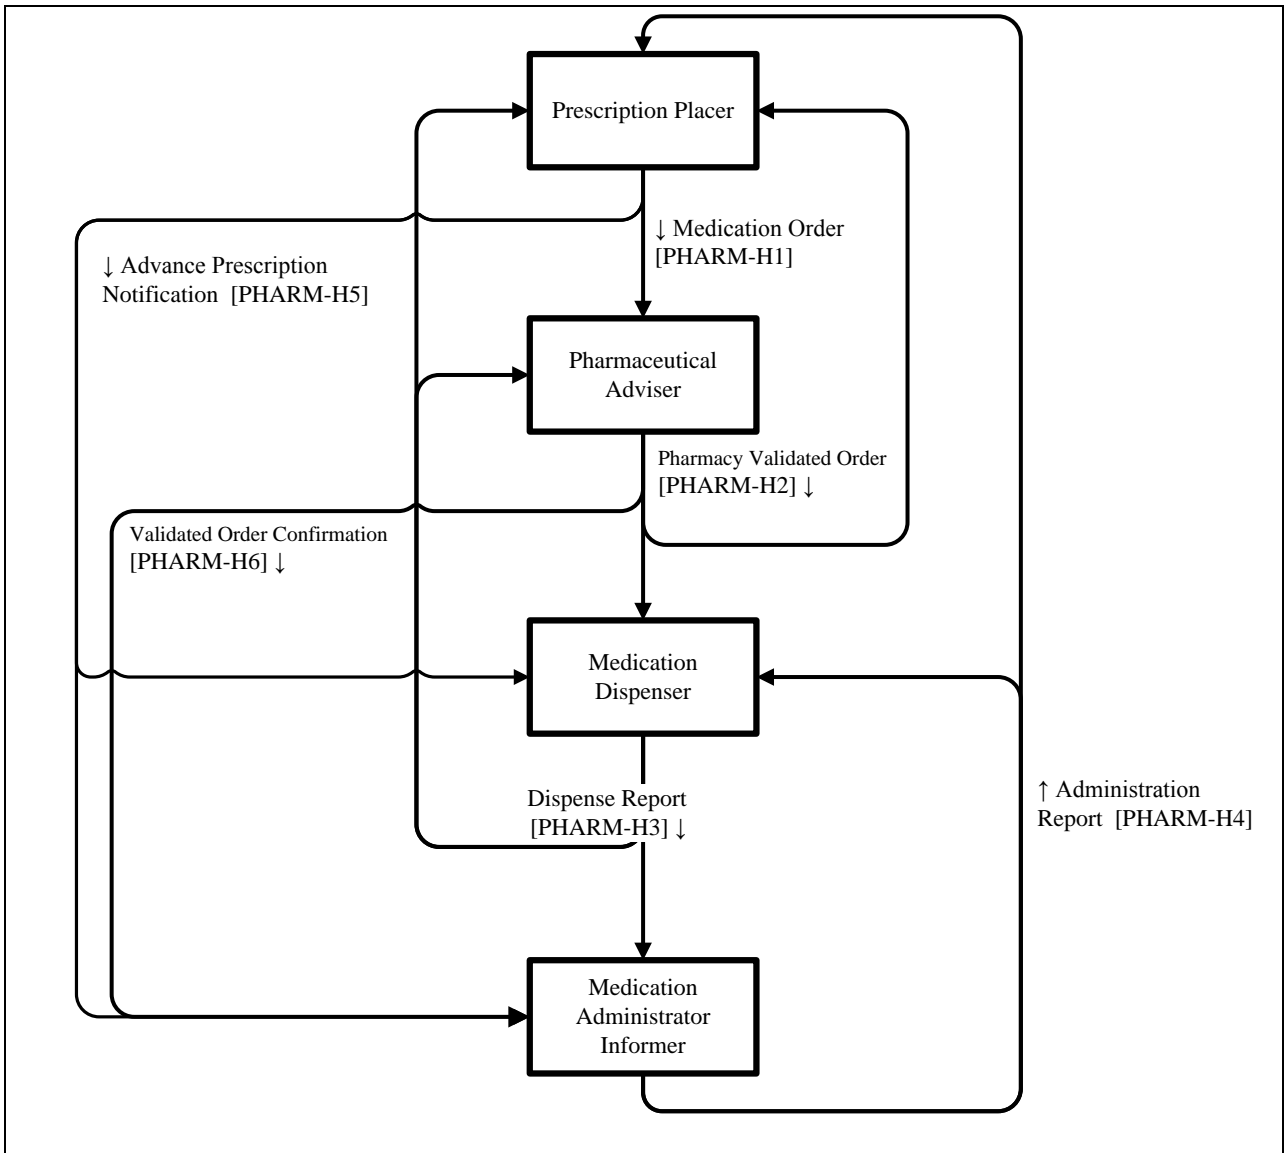 Prescription Placer
↓ Medication Order
[PHARM-H1]
↓ Advance Prescription
Notification [PHARM-H5]
Pharmaceutical
Adviser
Pharmacy Validated Order
[PHARM-H2] ↓
Validated Order Confirmation
[PHARM-H6] ↓
Medication
Dispenser
Dispense Report
[PHARM-H3] ↓
↑ Administration
Report [PHARM-H4]
Medication
Administrator
Informer